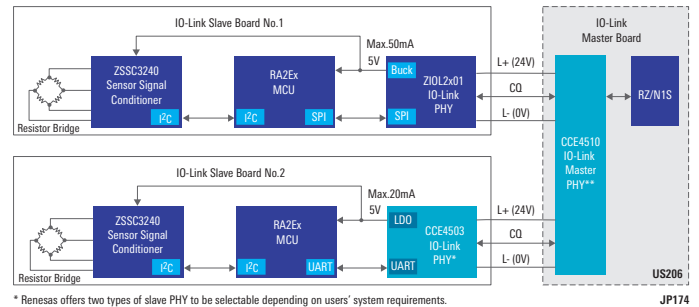 IO-Link Slave Board No.1
ZSSC3240
Sensor Signal
Conditioner
I²C
Resistor Bridge
RA2Ex
MCU
I²C
SPI
Max.50mA
5V
Buck
ZIOL2x01
IO-Link
PHY
SPI
L+ (24V)
CQ
L- (0V)
IO-Link Slave Board No.2
ZSSC3240
Sensor Signal
Conditioner
I²C
Resistor Bridge
RA2Ex
MCU
I²C
UART
Max.20mA
5V
LDO
CCE4503
IO-Link
PHY*
UART
L+ (24V)
CQ
L- (0V)
IO-Link
Master Board
CCE4510
IO-Link
Master
PHY**
RZ/N1S
US206
* Renesas offers two types of slave PHY to be selectable depending on users’ system requirements.
JP174